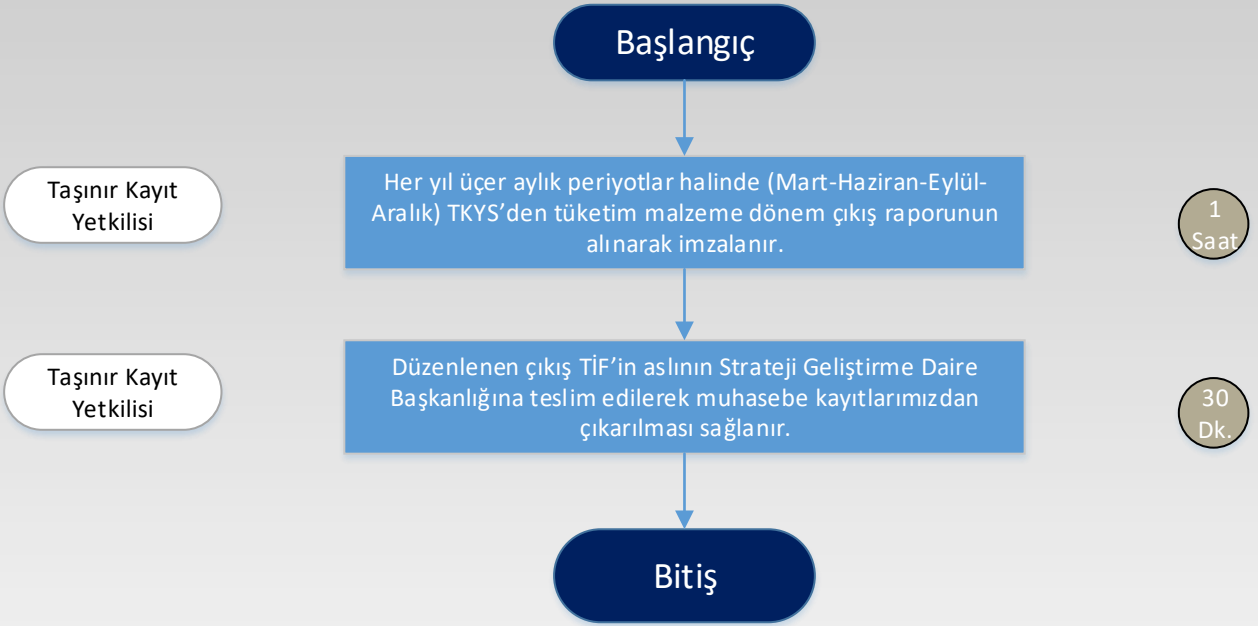 Başlangıç
Taşınır Kayıt
Yetkilisi
Her yıl üçer aylık periyotlar halinde (Mart-Haziran-Eylül-
Aralık) TKYS’den tüketim malzeme dönem çıkış raporunun
alınarak imzalanır.
1
Saat
Taşınır Kayıt
Yetkilisi
Düzenlenen çıkış TİF’in aslının Strateji Geliştirme Daire
Başkanlığına teslim edilerek muhasebe kayıtlarımızdan
çıkarılması sağlanır.
30
Dk.
Bitiş